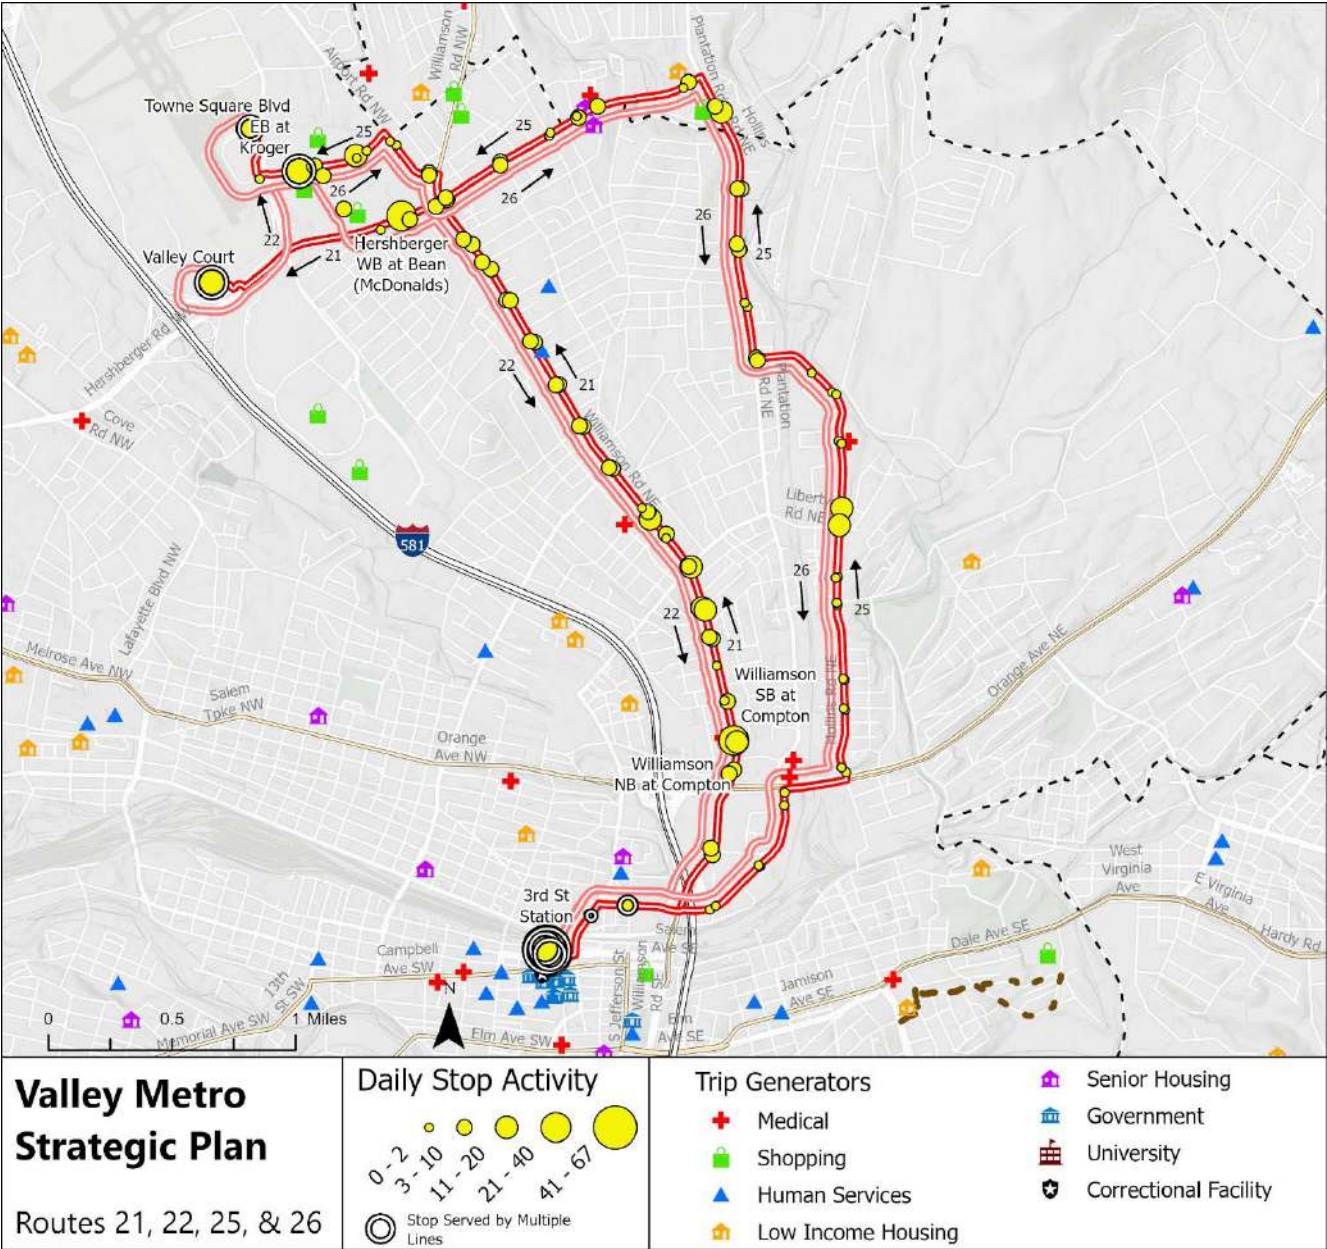 Airport Rd NW
Williamson
Rd NW
Plantation
Rd NE
Hollins
Rd NE
Towne Square Blvd
EB at
Kroger
25
25
26
26
22
21
26
25
Valley Court
Hershberger
WB at Bean
(McDonalds)
Hershberger Rd NW
22
21
Plantation
Rd NE
Cove
Rd NW
Williamson Rd NE
Liberty
Rd NE
581
26
25
Lafayette Blvd NW
22
21
Orange Ave NE
Melrose Ave NW
Salem
Tpke NW
Williamson
SB at
Compton
Hollins Rd NE
Orange
Ave NW
Williamson
NB at Compton
West
Virginia
Ave
E Virginia
Ave
3rd St
Station
Hardy Rd
Salem
Ave SE
Dale Ave SE
Campbell
Ave SW
13th
St SW
S Jefferson St
Williamson
Rd SE
Jamison
Ave SE
N
0 0.5 1 Miles
Memorial Ave SW
Elm Ave SW
Elm
Ave SE
Valley Metro
Strategic Plan
Routes 21, 22, 25, & 26
Daily Stop Activity
0 - 2
3 - 10
11 - 20
21 - 40
41 - 67
Stop Served by Multiple
Lines
Trip Generators
Medical
Shopping
Human Services
Low Income Housing
Senior Housing
Government
University
Correctional Facility